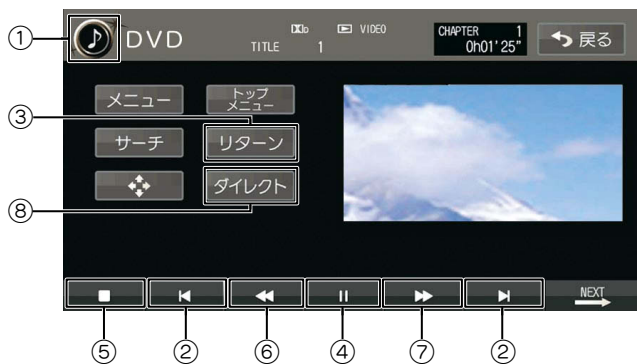 ①
DVD
DId VIDEO
TITLE 1
CHAPTER 1
0h01'25"
戻る
メニュー
トップ
メニュー
③
サーチ
リターン
ダイレクト
⑧
NEXT
⑤ ② ⑥ ④ ⑦ ②